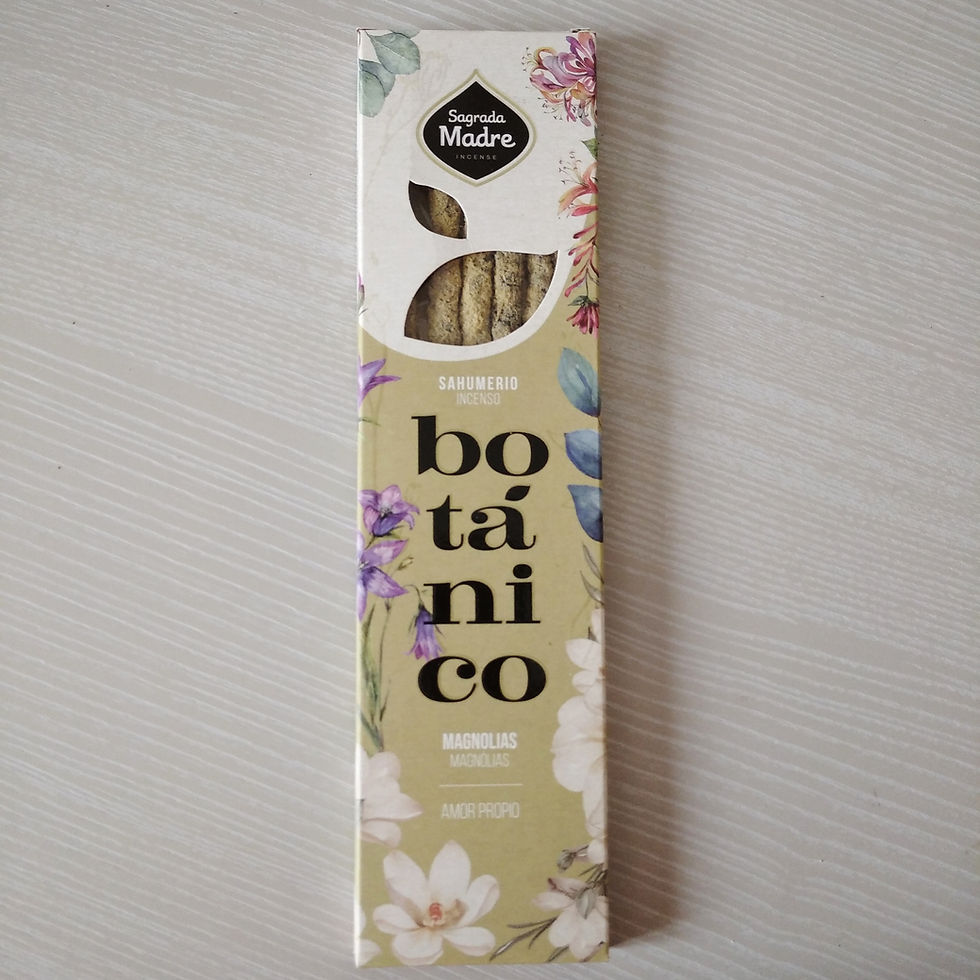 Sagrada
Madre
INCENSE
SAHUMERIO
INCENSO
bo
tá
ni
co
MAGNOLIAS
MAGNÓLIAS
AMOR PROPIO